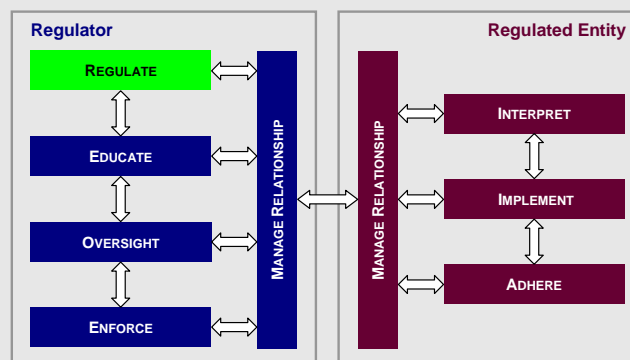 Regulator
REGULATE
EDUCATE
OVERSIGHT
ENFORCE
MANAGE RELATIONSHIP
Regulated Entity
MANAGE RELATIONSHIP
INTERPRET
IMPLEMENT
ADHERE